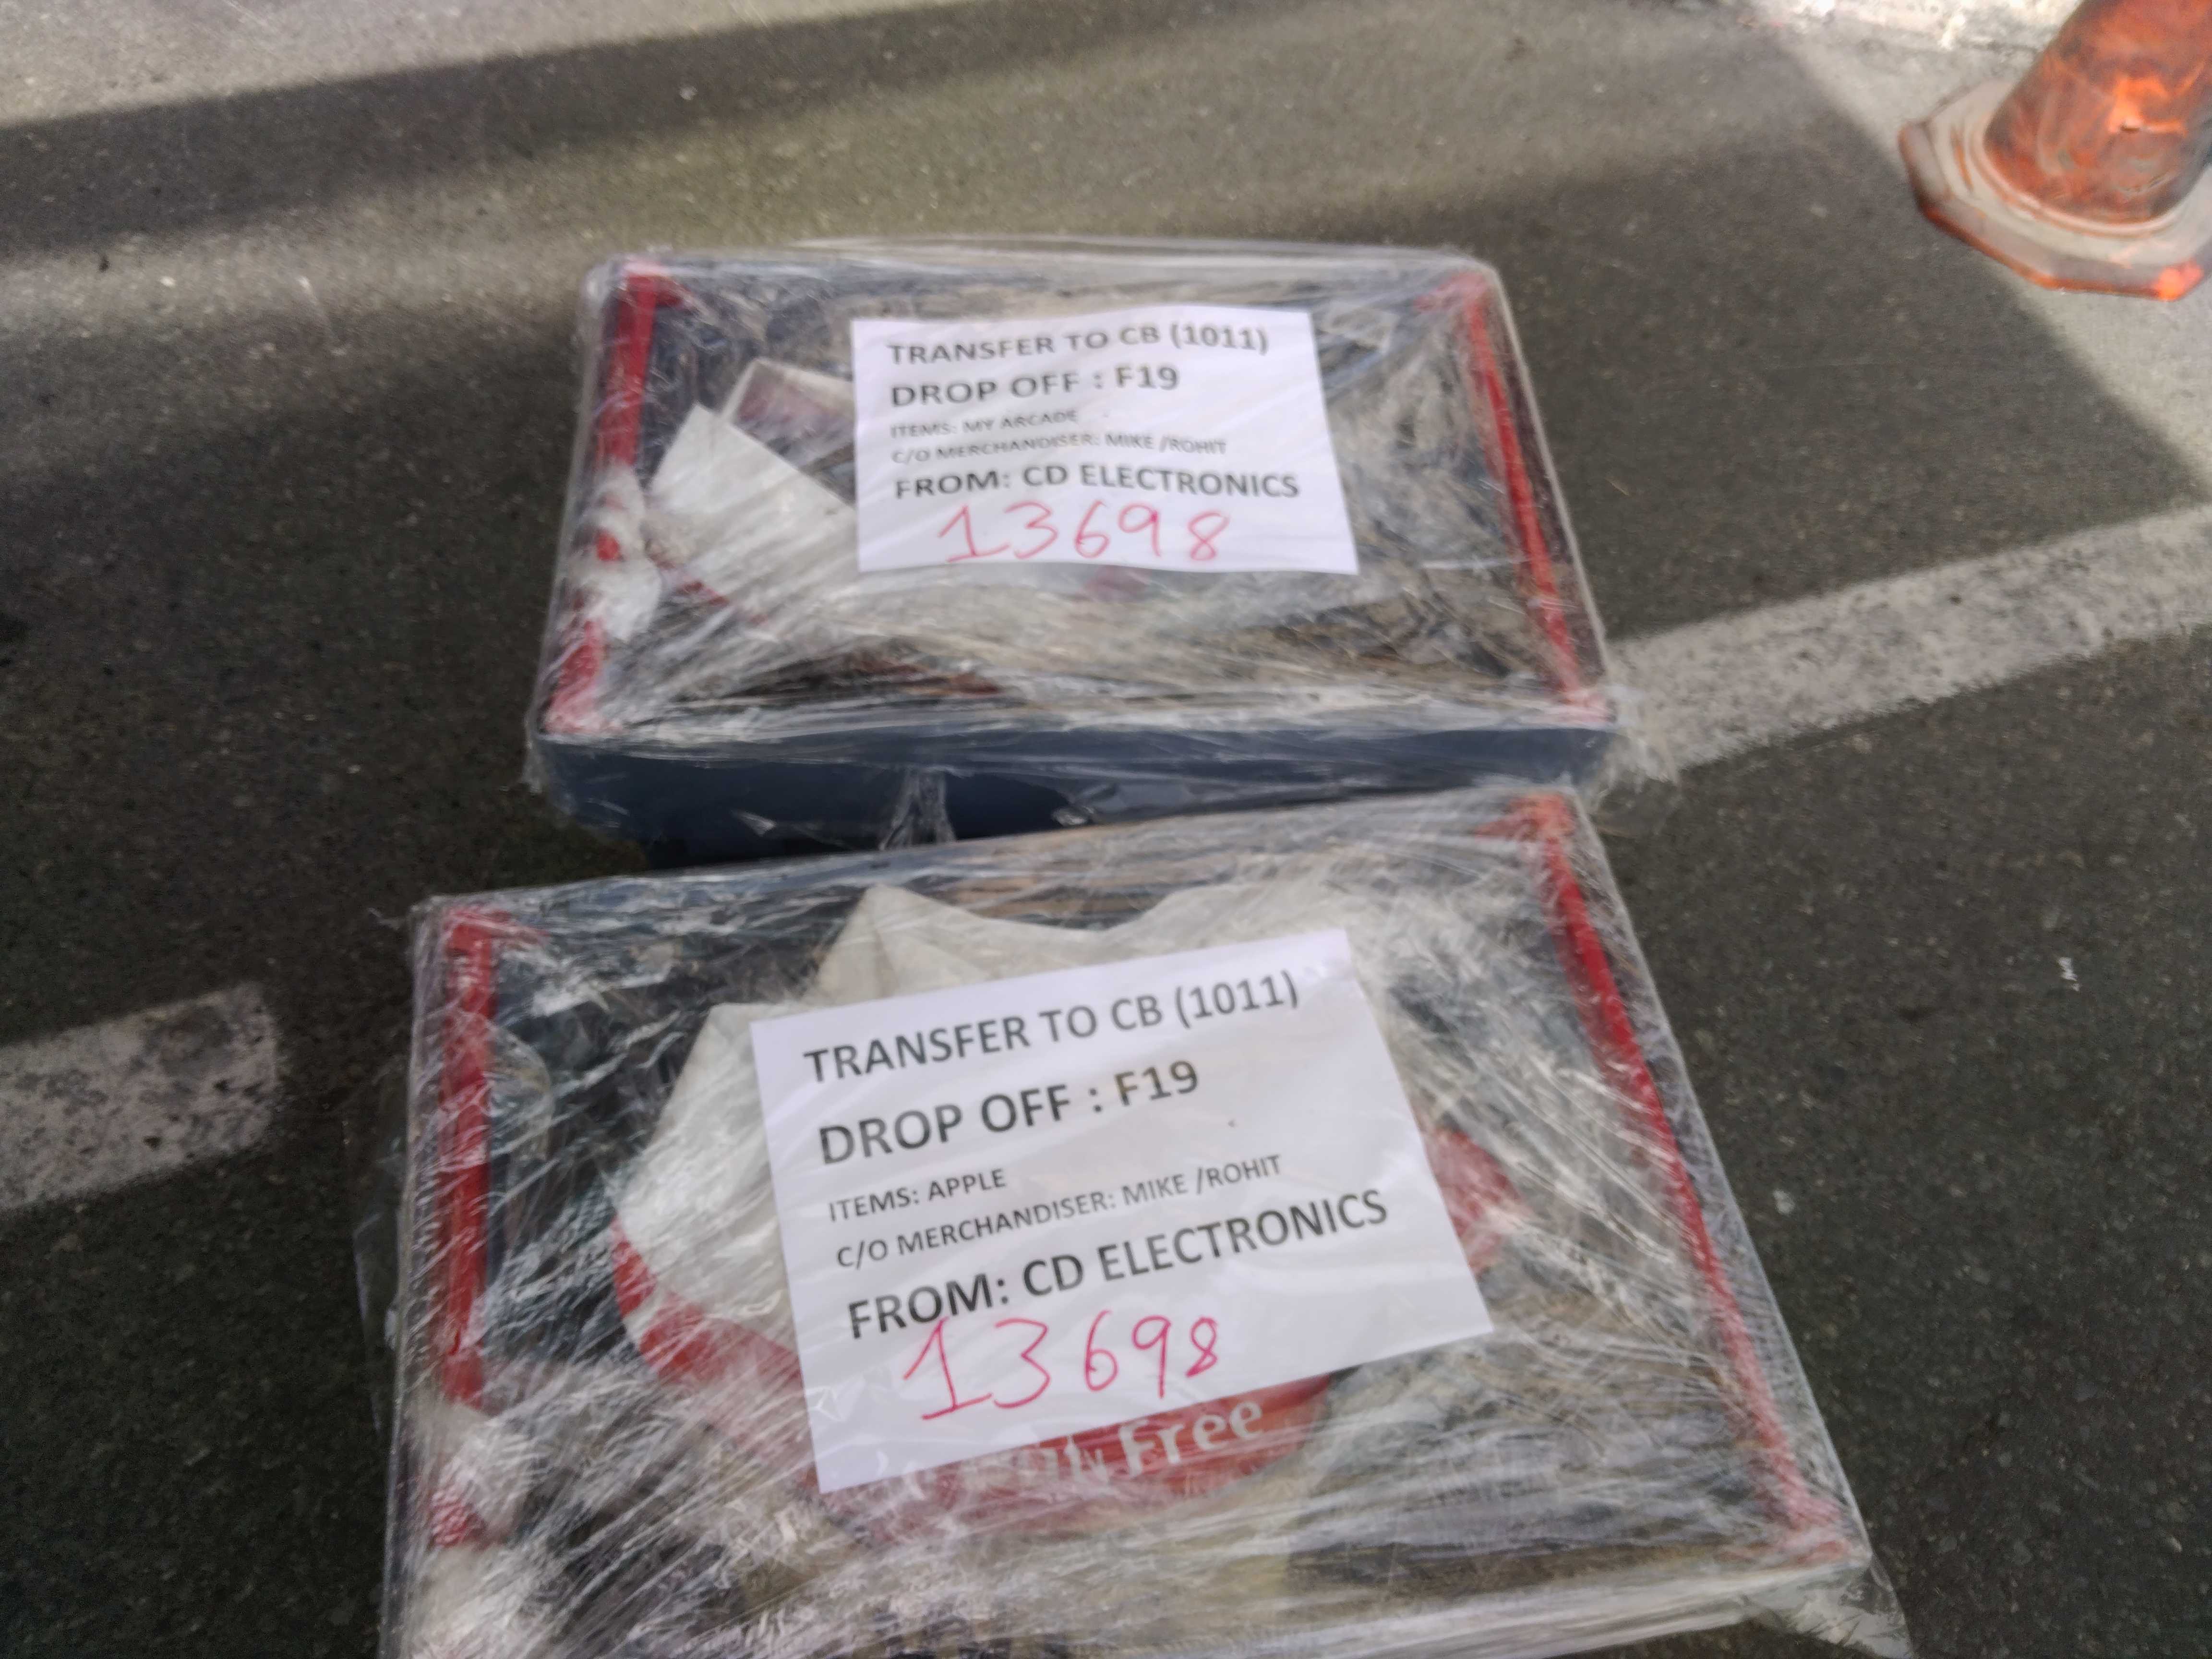 TRANSFER TO CB (1011)
DROP OFF : F19
ITEMS: MY ARCADE
C/O MERCHANDISER: MIKE /ROHIT
FROM: CD ELECTRONICS
13698
TRANSFER TO CB (1011)
DROP OFF : F19
ITEMS: APPLE
C/O MERCHANDISER: MIKE /ROHIT
FROM: CD ELECTRONICS
13698
Free